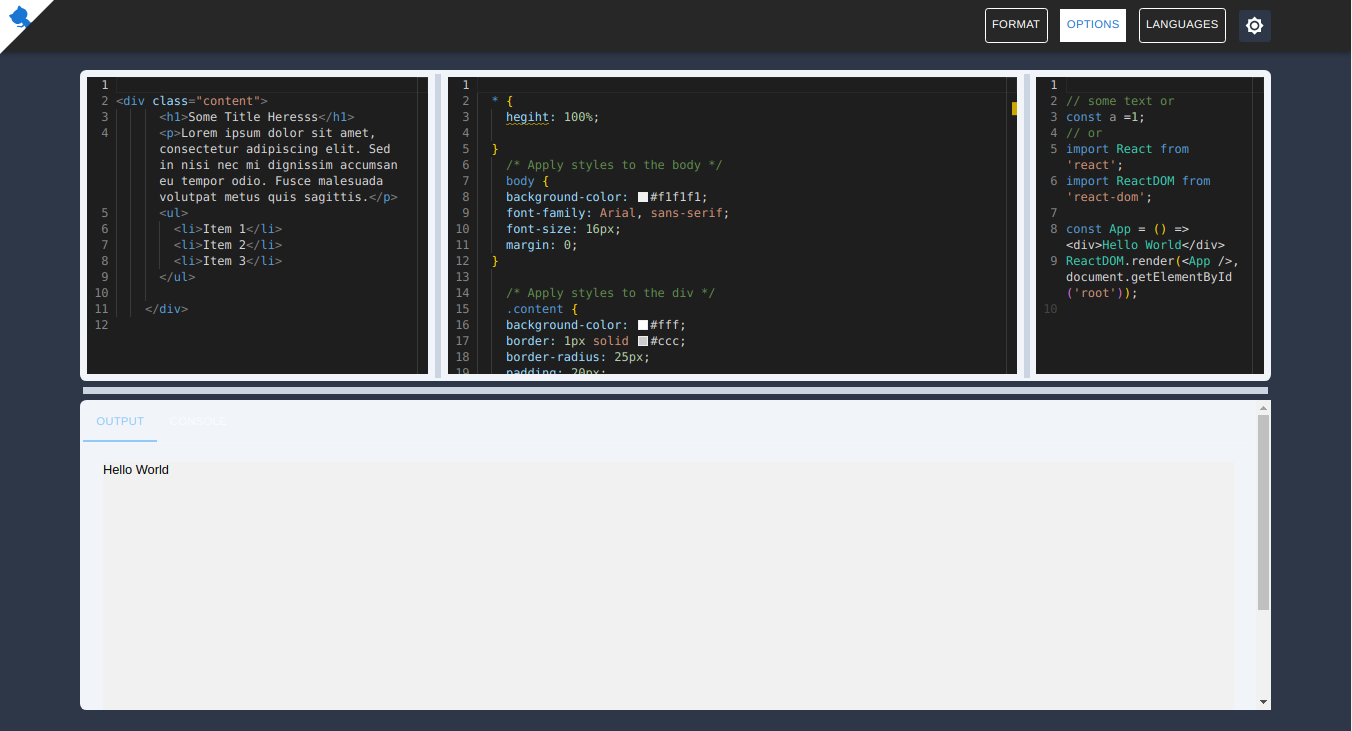 FORMAT OPTIONS LANGUAGES
1
2 <div class="content">
3 <h1>Some Title Heresss</h1>
4 <p>Lorem ipsum dolor sit amet,
consectetur adipiscing elit. Sed
in nisi nec mi dignissim accumsan
eu tempor odio. Fusce malesuada
volutpat metus quis sagittis.</p>
5 <ul>
6 <li>Item 1</li>
7 <li>Item 2</li>
8 <li>Item 3</li>
9 </ul>
10
11 </div>
12
1
2 * {
3 hegiht: 100%;
4
5 }
6 /* Apply styles to the body */
7 body {
8 background-color: #f1f1f1;
9 font-family: Arial, sans-serif;
10 font-size: 16px;
11 margin: 0;
12 }
13
14 /* Apply styles to the div */
15 .content {
16 background-color: #fff;
17 border: 1px solid #ccc;
18 border-radius: 25px;
19 padding: 20px;
1
2 // some text or
3 const a =1;
4 // or
5 import React from
'react';
6 import ReactDOM from
'react-dom';
7
8 const App = () =>
<div>Hello World</div>
9 ReactDOM.render(<App />,
document.getElementById
('root'));
10
OUTPUT CONSOLE
Hello World